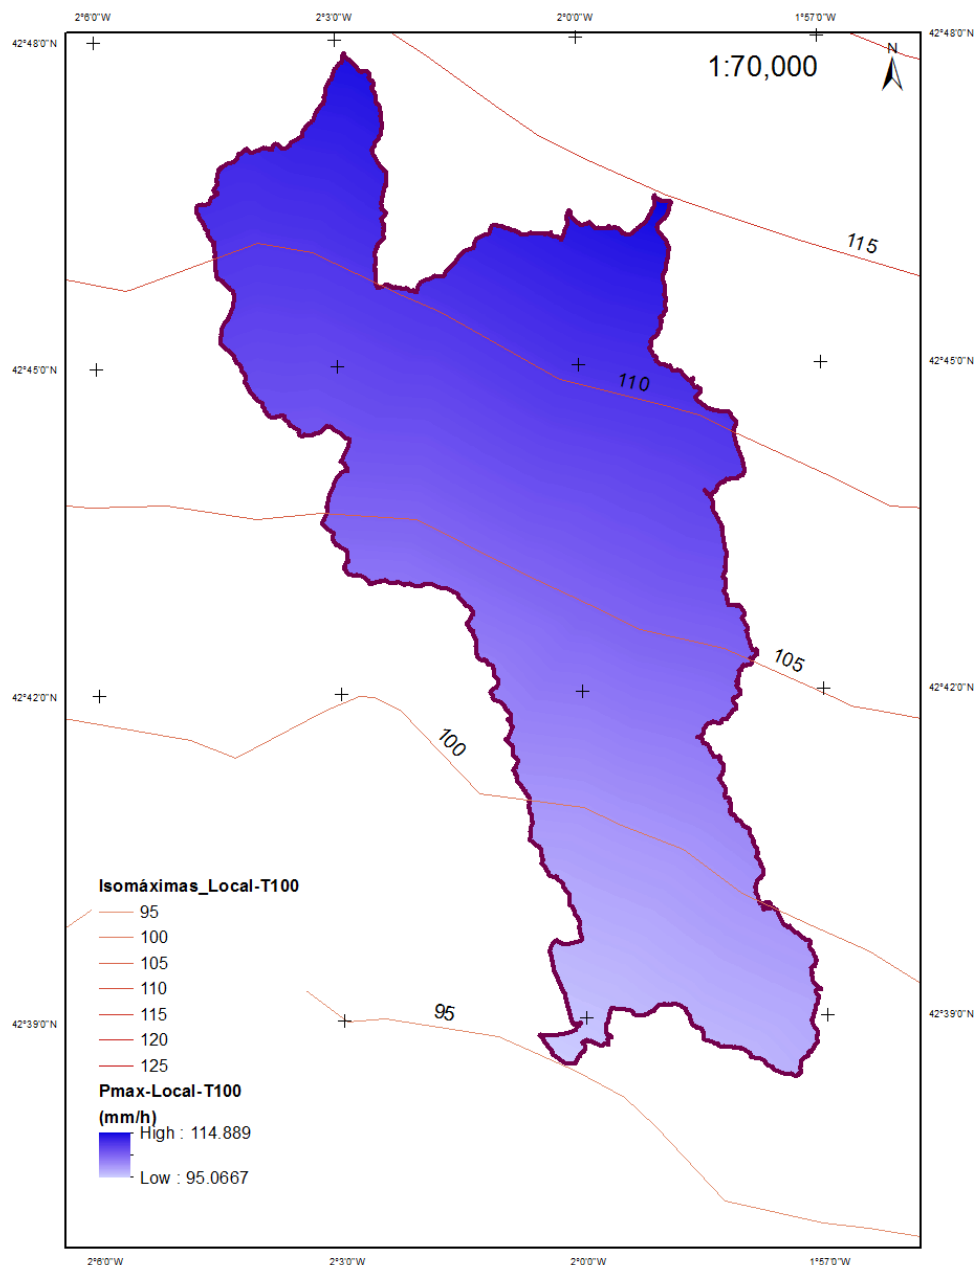 2°6'0"W 2°3'0"W 2°0'0"W 1°57'0"W
42°48'0"N 42°48'0"N
1:70,000
N
115
42°45'0"N 42°45'0"N
110
105
42°42'0"N 42°42'0"N
100
Isomáximas_Local-T100
95
100
105
110
115
120
125
95
42°39'0"N 42°39'0"N
Pmax-Local-T100
(mm/h)
High : 114.889
Low : 95.0667
2°6'0"W 2°3'0"W 2°0'0"W 1°57'0"W